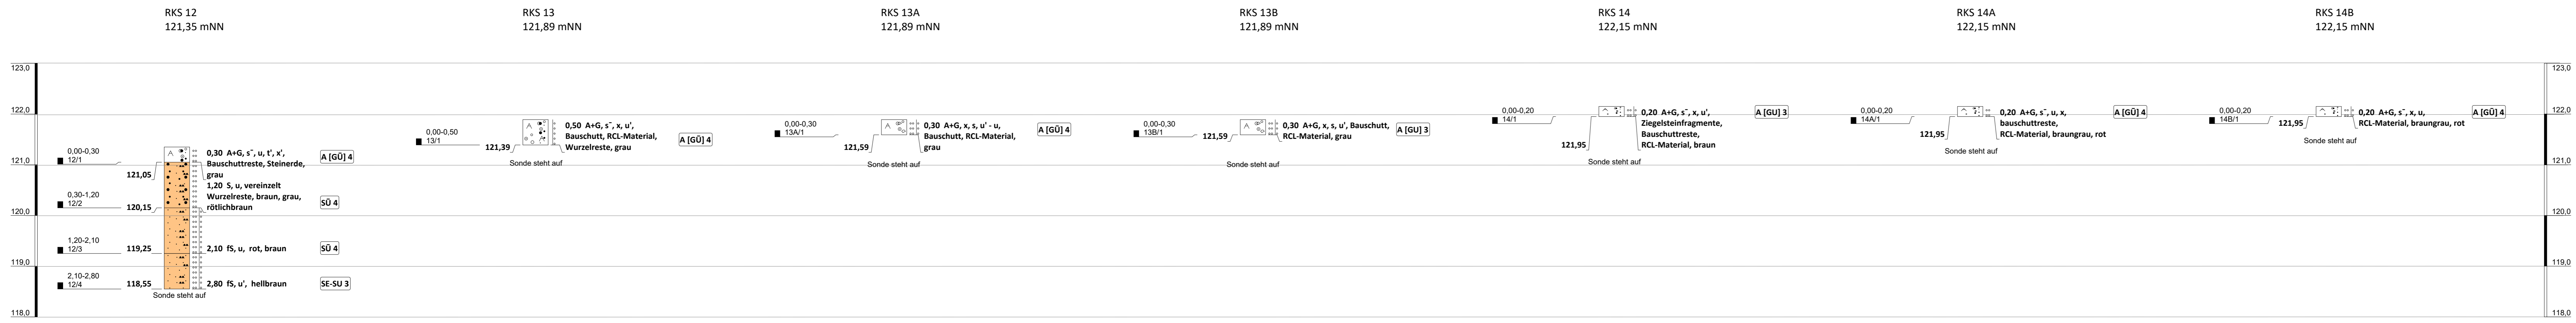 RKS 12
121,35 mNN
RKS 13
121,89 mNN
RKS 13A
121,89 mNN
RKS 13B
121,89 mNN
RKS 14
122,15 mNN
RKS 14A
122,15 mNN
RKS 14B
122,15 mNN
123,0
122,0
121,0
120,0
119,0
118,0
0,00-0,30
12/1
121,05
0,30 A+G, s¯, u, t', x',
Bauschuttreste, Steinerde,
grau
A [GŪ] 4
0,30-1,20
12/2
120,15
1,20 S, u, vereinzelt
Wurzelreste, braun, grau,
rötlichbraun
SŪ 4
1,20-2,10
12/3
119,25
2,10 fS, u, rot, braun
SŪ 4
2,10-2,80
12/4
118,55
2,80 fS, u', hellbraun
SE-SU 3
Sonde steht auf
0,00-0,50
13/1
121,39
0,50 A+G, s¯, x, u',
Bauschutt, RCL-Material,
Wurzelreste, grau
A [GŪ] 4
Sonde steht auf
0,00-0,30
13A/1
121,59
0,30 A+G, x, s, u' - u,
Bauschutt, RCL-Material,
grau
A [GŪ] 4
Sonde steht auf
0,00-0,30
13B/1
121,59
0,30 A+G, x, s, u', Bauschutt,
RCL-Material, grau
A [GU] 3
Sonde steht auf
0,00-0,20
14/1
121,95
0,20 A+G, s¯, x, u',
Ziegelsteinfragmente,
Bauschuttreste,
RCL-Material, braun
A [GU] 3
Sonde steht auf
0,00-0,20
14A/1
121,95
0,20 A+G, s¯, u, x,
bauschuttreste,
RCL-Material, braungrau, rot
A [GŪ] 4
Sonde steht auf
0,00-0,20
14B/1
121,95
0,20 A+G, s¯, x, u,
RCL-Material, braungrau, rot
A [GŪ] 4
Sonde steht auf
123,0
122,0
121,0
120,0
119,0
118,0